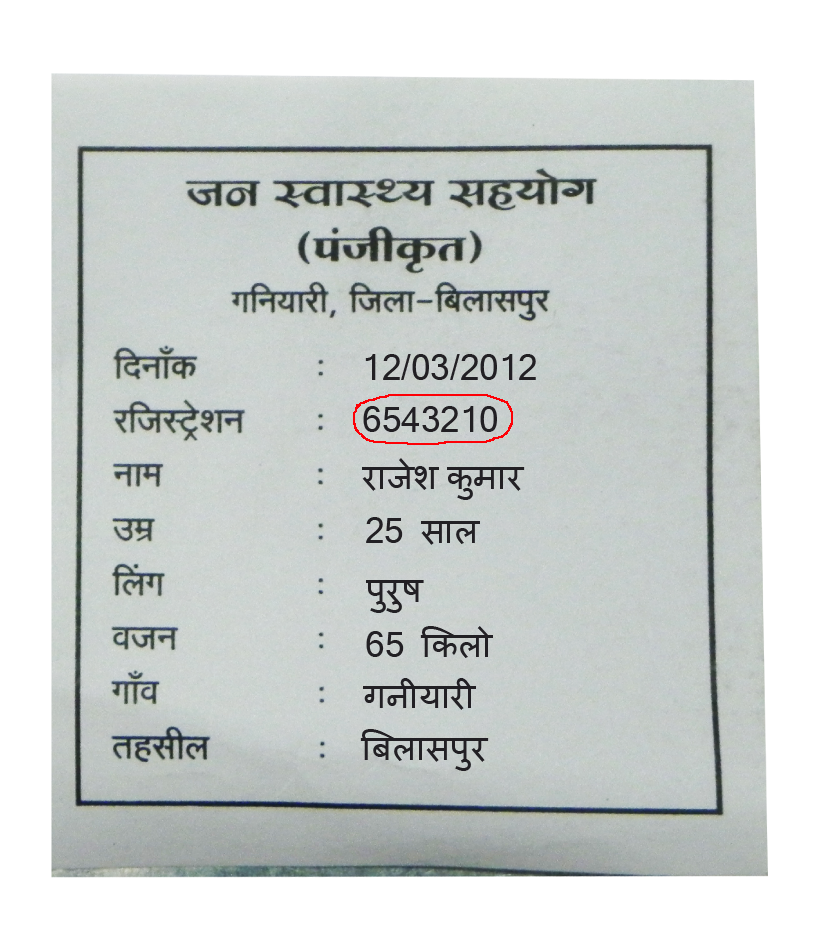 जन स्वास्थ्य सहयोग
(पंजीकृत)
गनियारी, जिला-बिलासपुर
दिनाँक : 12/03/2012
रजिस्ट्रेशन : 6543210
नाम : राजेश कुमार
उम्र : 25 साल
लिंग : पुरुष
वजन : 65 किलो
गाँव : गनीयारी
तहसील : बिलासपुर